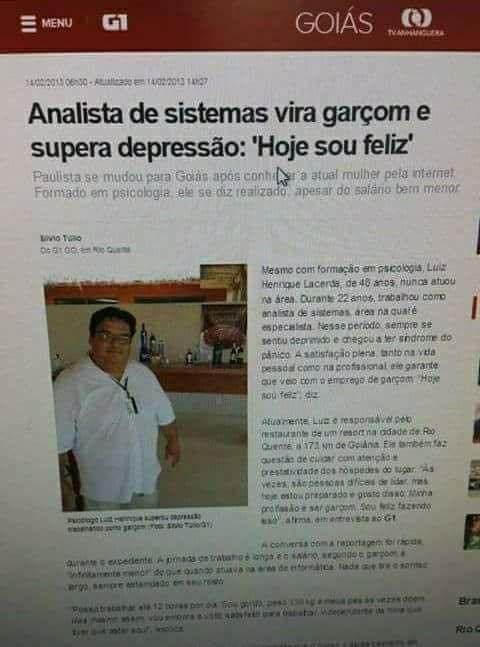 MENU
G1
GOIÁS
TV ANHANGUERA
14/02/2013 06h30 - Atualizado em 14/02/2013 14h27
Analista de sistemas vira garçom e
supera depressão: 'Hoje sou feliz'
Paulista se mudou para Goiás após conhecer a atual mulher pela internet.
Formado em psicologia, ele se diz realizado, apesar do salário bem menor.
Sílvio Túlio
Do G1 GO, em Rio Quente
Mesmo com formação em psicologia, Luiz
Henrique Lacerda, de 48 anos, nunca atuou
na área. Durante 22 anos, trabalhou como
analista de sistemas, área na qual é
especialista. Nesse período, sempre se
sentiu deprimido e chegou a ter síndrome do
pânico. A satisfação plena, tanto na vida
pessoal como na profissional, ele garante
que veio com o emprego de garçom: "Hoje
sou feliz", diz.
Atualmente, Luiz é responsável pelo
restaurante de um resort na cidade de Rio
Quente, a 173 km de Goiânia. Ele também faz
questão de cuidar com atenção e
prestatividade dos hóspedes do lugar. "Às
vezes, são pessoas difíceis de lidar, mas
hoje estou preparado e gosto disso. Minha
profissão é ser garçom. Sou feliz fazendo
isso", afirma, em entrevista ao G1.
Psicólogo Luiz Henrique superou depressão
trabalhando como garçom (Foto: Sílvio Túlio/G1)
A conversa com a reportagem foi rápida,
durante o expediente. A jornada de trabalho é longa e o salário, segundo o garçom, é
"infinitamente menor" do que quando atuava na área de informática. Nada que tire o sorriso
largo, sempre estampado em seu rosto.
"Posso trabalhar até 12 horas por dia. Sou gordo, peso 130 kg e meus pés às vezes doem.
Mas mesmo assim, vou embora e volto satisfeito para trabalhar, independente da hora que
tiver que estar aqui", explica.
Bra
Rio Q